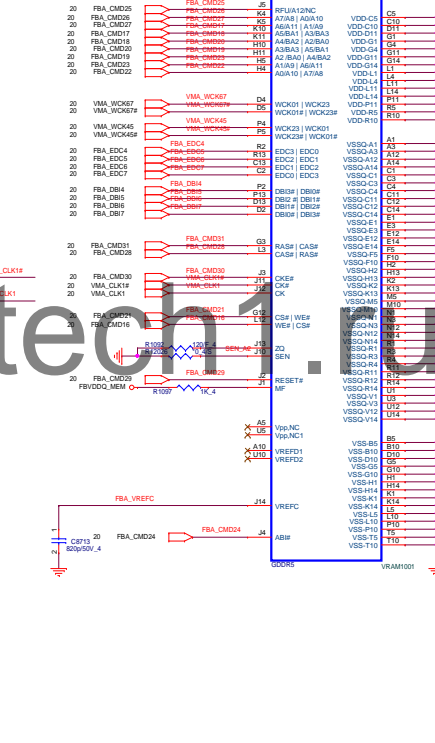 FBA_CMD25
20 FBA_CMD25 J5 RFU/A12/NC
20 FBA_CMD26 FBA_CMD26 K4 A7/A8 | A0/A10 VDD-C5 C5
20 FBA_CMD27 FBA_CMD27 K5 A6/A11 | A1/A9 VDD-C10 C10
20 FBA_CMD17 FBA_CMD17 K10 A5/BA1 | A3/BA3 VDD-D11 D11
20 FBA_CMD18 FBA_CMD18 K11 A4/BA2 | A2/BA0 VDD-G1 G1
20 FBA_CMD20 FBA_CMD20 H10 A3/BA3 | A5/BA1 VDD-G4 G4
20 FBA_CMD19 FBA_CMD19 H11 A2 /BA0 | A4/BA2 VDD-G11 G11
20 FBA_CMD23 FBA_CMD23 H5 A1/A9 | A6/A11 VDD-G14 G14
20 FBA_CMD22 FBA_CMD22 H4 A0/A10 | A7/A8 VDD-L1 L1
VDD-L4 L4
VDD-L11 L11
VDD-L14 L14
VMA_WCK67
20 VMA_WCK67 D4 WCK01 | WCK23 VDD-P11 P11
20 VMA_WCK67# VMA_WCK67# D5 WCK01# | WCK23# VDD-R5 R5
VDD-R10 R10
VMA_WCK45
20 VMA_WCK45 P4 WCK23 | WCK01
20 VMA_WCK45# VMA_WCK45# P5 WCK23# | WCK01#
VSSQ-A1 A1
FBA_EDC4
20 FBA_EDC4 R2 EDC3 | EDC0 VSSQ-A3 A3
20 FBA_EDC5 FBA_EDC5 R13 EDC2 | EDC1 VSSQ-A12 A12
20 FBA_EDC6 FBA_EDC6 C13 EDC1 | EDC2 VSSQ-A14 A14
20 FBA_EDC7 FBA_EDC7 C2 EDC0 | EDC3 VSSQ-C1 C1
VSSQ-C3 C3
FBA_DBI4
20 FBA_DBI4 P2 DBI3# | DBI0# VSSQ-C4 C4
20 FBA_DBI5 FBA_DBI5 P13 DBI2 # | DBI1# VSSQ-C11 C11
20 FBA_DBI6 FBA_DBI6 D13 DBI1# | DBI2# VSSQ-C12 C12
20 FBA_DBI7 FBA_DBI7 D2 DBI0# | DBI3# VSSQ-C14 C14
VSSQ-E1 E1
VSSQ-E3 E3
VSSQ-E12 E12
FBA_CMD31
20 FBA_CMD31 G3 RAS# | CAS# VSSQ-E14 E14
20 FBA_CMD28 FBA_CMD28 L3 CAS# | RAS# VSSQ-F5 F5
VSSQ-F10 F10
VSSQ-H2 H2
_CLK1# 20 FBA_CMD30 FBA_CMD30 J3 CKE# VSSQ-H13 H13
20 VMA_CLK1# VMA_CLK1# J11 CK# VSSQ-K2 K2
CLK1 20 VMA_CLK1 VMA_CLK1 J12 CK VSSQ-K13 K13
VSSQ-M5 M5
VSSQ-M10 M10
FBA_CMD21
20 FBA_CMD21 G12 CS# | WE# VSSQ-N1 N1
20 FBA_CMD16 FBA_CMD16 L12 WE# | CS# VSSQ-N3 N3
VSSQ-N12 N12
VSSQ-N14 N14
R1092 120/F_4 SEN_A2 J13 ZQ VSSQ-R1 R1
R12026 0_4/S J10 SEN VSSQ-R3 R3
VSSQ-R4 R4
VSSQ-R11 R11
20 FBA_CMD29 FBA_CMD29 J2 RESET# VSSQ-R12 R12
FBVDDQ_MEM R1097 1K_4 J1 MF VSSQ-R14 R14
VSSQ-V1 U1
VSSQ-V3 U3
VSSQ-V12 U12
VSSQ-V14 U14
A5 Vpp,NC
U5 Vpp,NC1
VSS-B5 B5
A10 VREFD1 VSS-B10 B10
U10 VREFD2 VSS-D10 D10
VSS-G5 G5
VSS-G10 G10
VSS-H1 H1
VSS-H14 H14
VSS-K1 K1
FBA_VREFC J14 VREFC VSS-K14 K14
VSS-L5 L5
VSS-L10 L10
VSS-P10 P10
1 FBA_CMD24 VSS-T5 T5
C8713 20 FBA_CMD24 J4 ABI# VSS-T10 T10
820p/50V_4
2
GDDR5 VRAM1001
tech1.ru